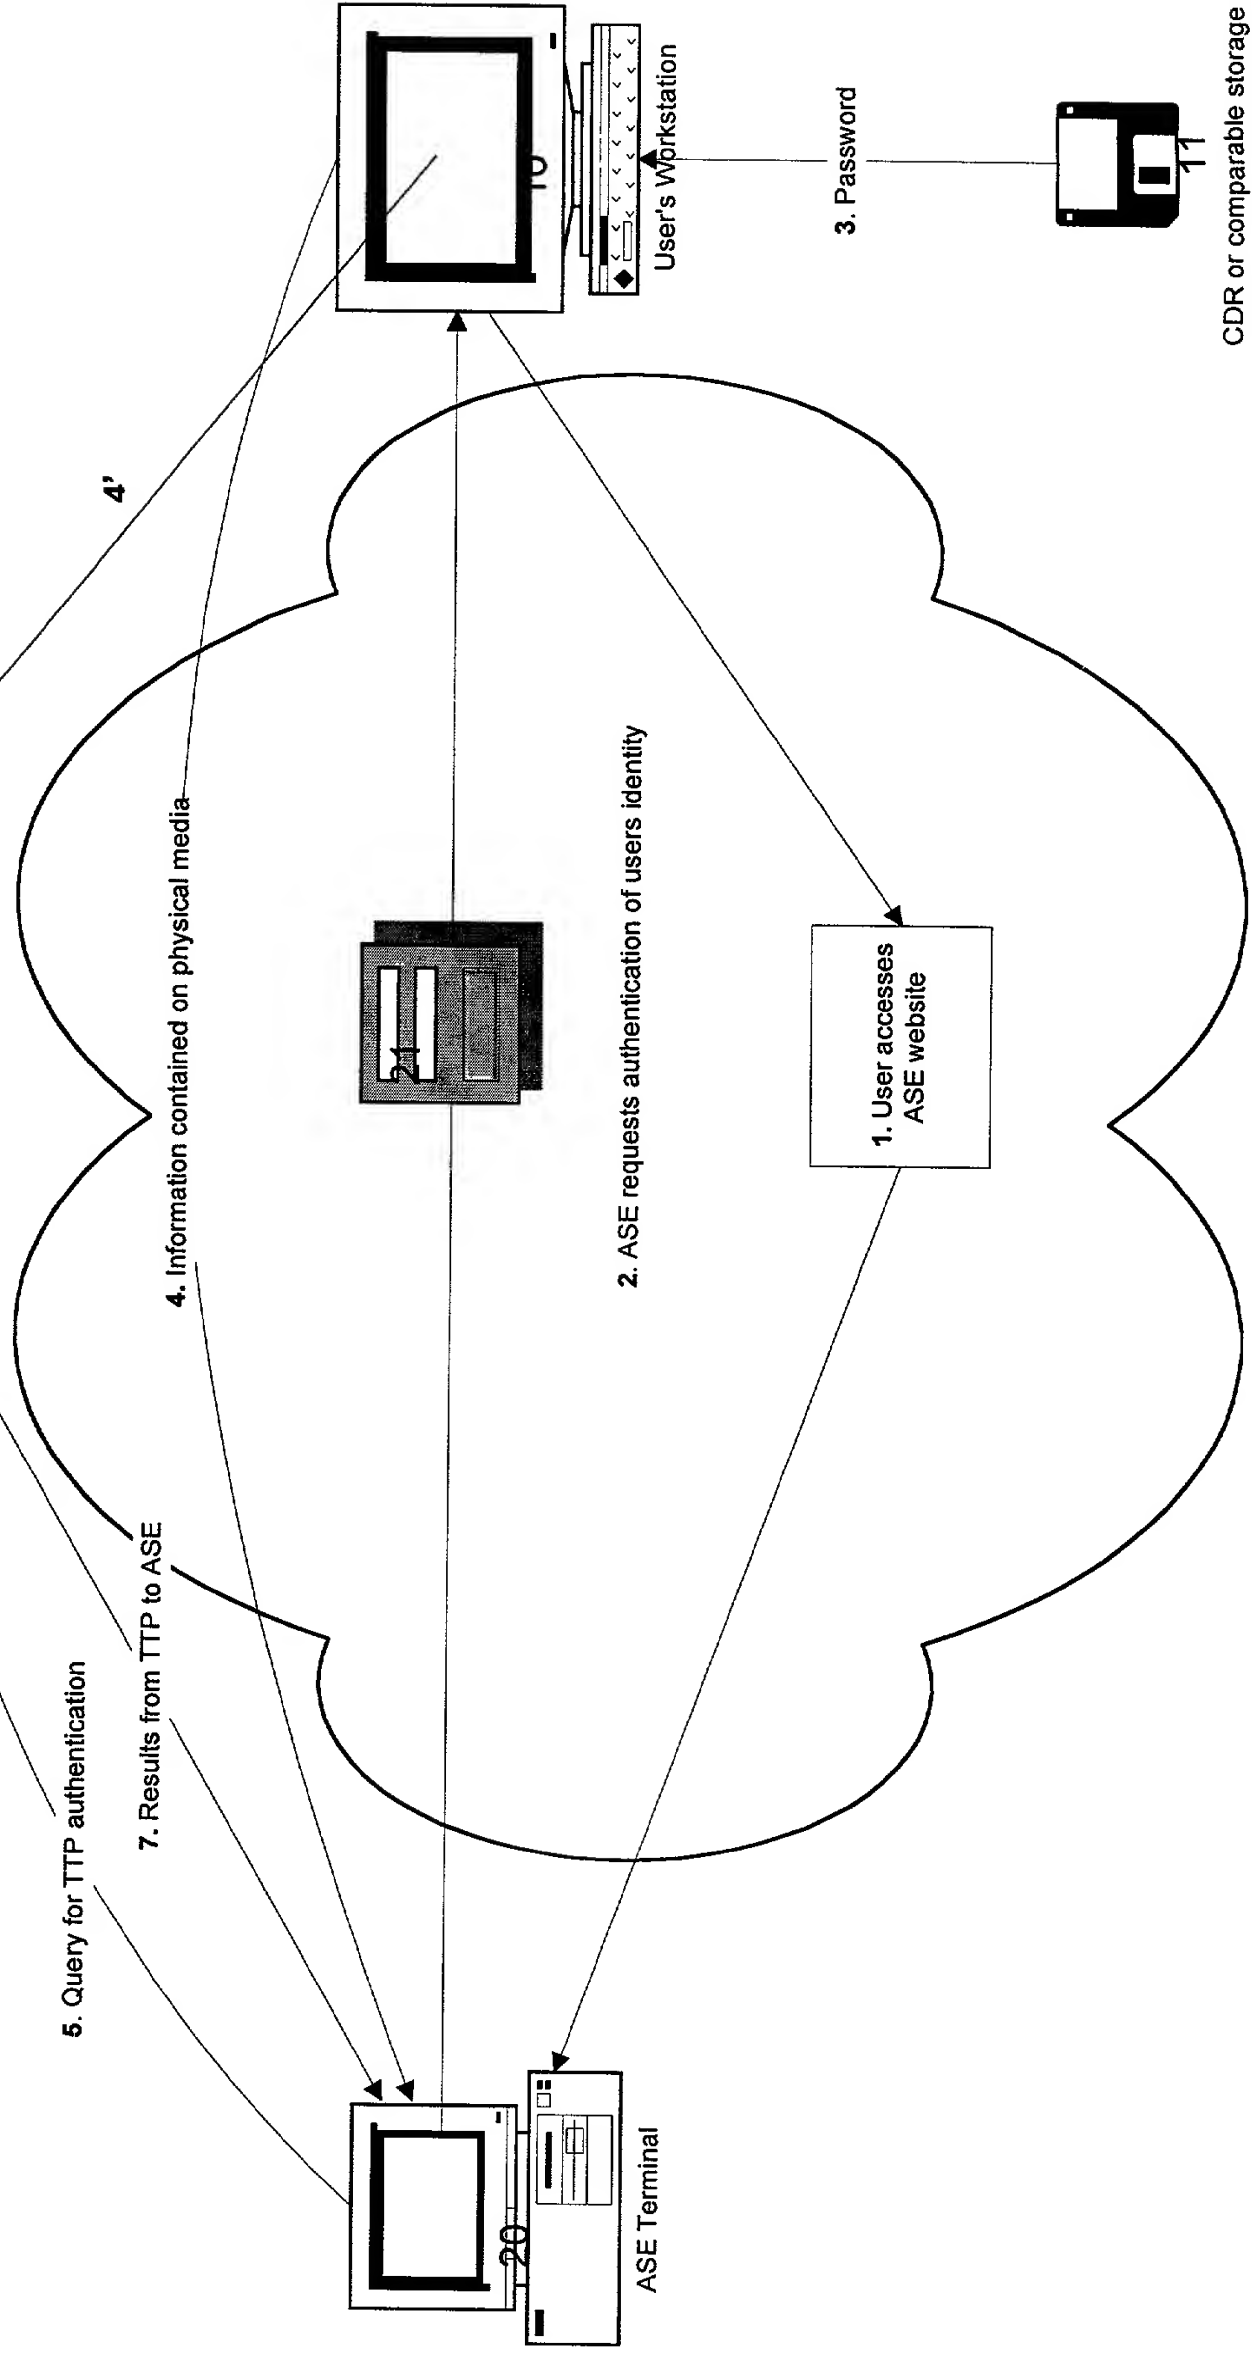 5. Query for TTP authentication
7. Results from TTP to ASE
4. Information contained on physical media
4'
20
ASE Terminal
21
2. ASE requests authentication of users identity
1. User accesses
ASE website
10
User's Workstation
3. Password
11
CDR or comparable storage